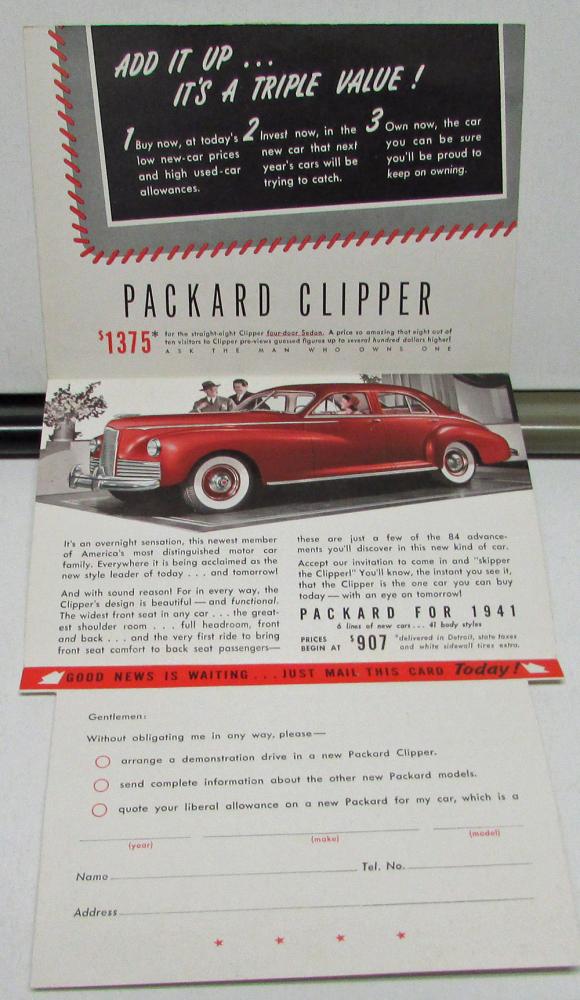 ADD IT UP ...
IT'S A TRIPLE VALUE !
1 Buy now, at today's
low new-car prices
and high used-car
allowances.
2 Invest now, in the
new car that next
year's cars will be
trying to catch.
3 Own now, the car
you can be sure
you'll be proud to
keep on owning.
PACKARD CLIPPER
$1375* for the straight-eight Clipper four-door Sedan. A price so amazing that eight out of
ten visitors to Clipper pre-views guessed figures up to several hundred dollars higher!
ASK THE MAN WHO OWNS ONE
It's an overnight sensation, this newest member
of America's most distinguished motor car
family. Everywhere it is being acclaimed as the
new style leader of today . . . and tomorrow!
And with sound reason! For in every way, the
Clipper's design is beautiful—and functional.
The widest front seat in any car . . . the great-
est shoulder room . . . full headroom, front
and back . . . and the very first ride to bring
front seat comfort to back seat passengers—
these are just a few of the 84 advance-
ments you'll discover in this new kind of car.
Accept our invitation to come in and "skipper
the Clipper!" You'll know, the instant you see it,
that the Clipper is the one car you can buy
today—with an eye to tomorrow!
PACKARD FOR 1941
6 lines of new cars... 41 body styles
PRICES
BEGIN AT $907 *delivered in Detroit, state taxes
and white sidewall tires extra.
GOOD NEWS IS WAITING...JUST MAIL THIS CARD Today!
Gentlemen:
Without obligating me in any way, please—
arrange a demonstration drive in a new Packard Clipper.
send complete information about the other new Packard models.
quote your liberal allowance on a new Packard for my car, which is a
(year) (make) (model)
Name Tel. No.
Address